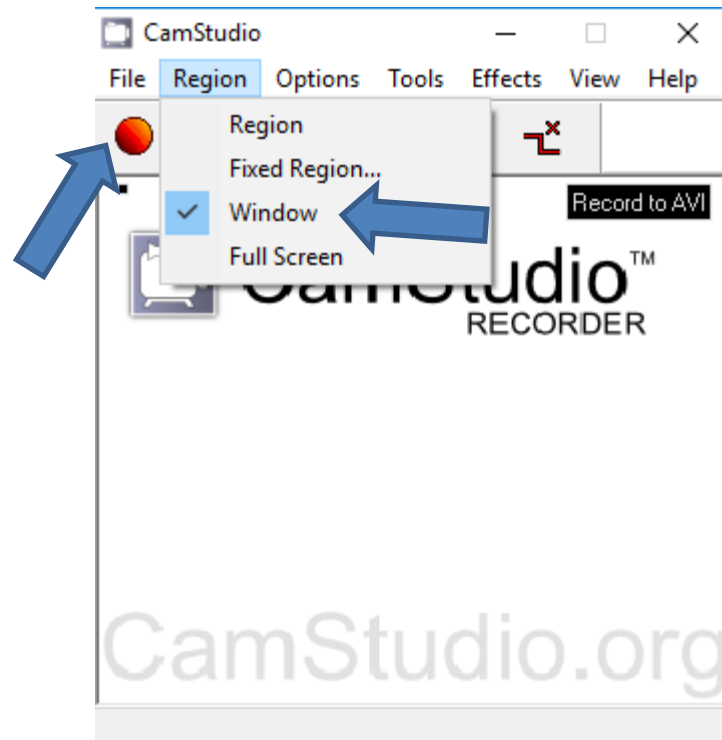 CamStudio
File Region Options Tools Effects View Help
Region
Fixed Region...
Window
Full Screen
Record to AVI
CamStudio™
RECORDER
CamStudio.org